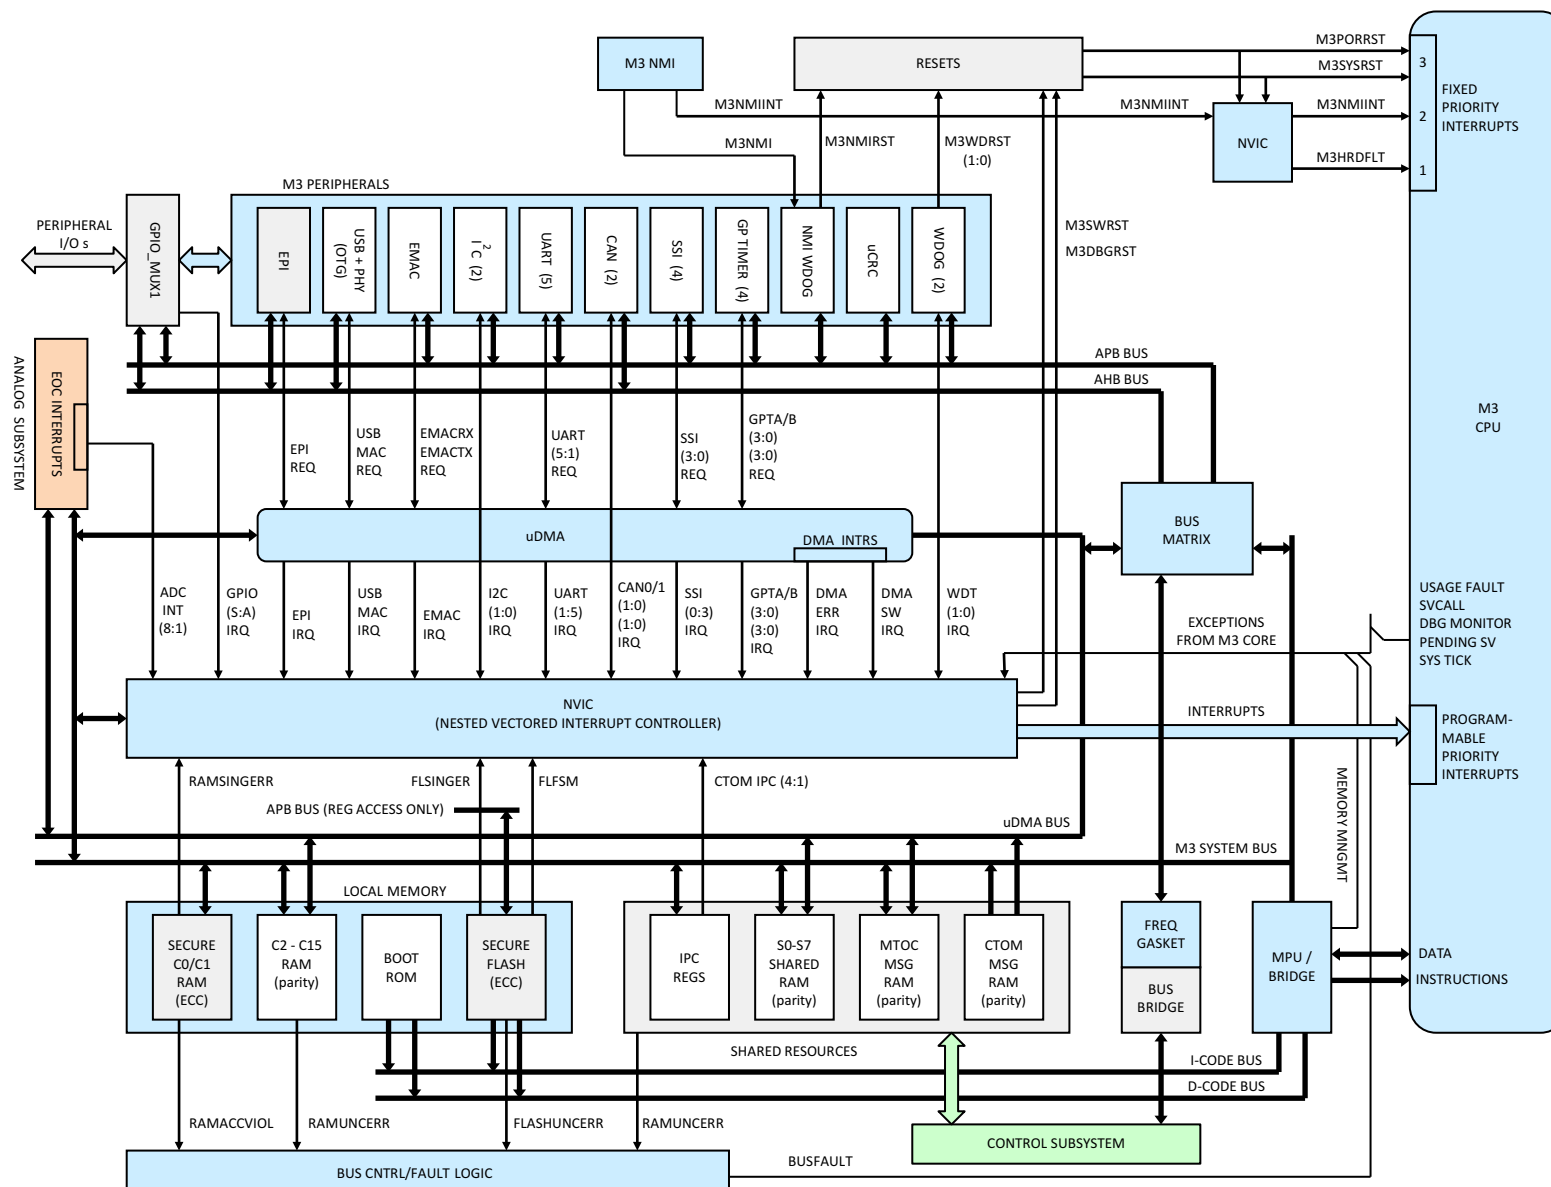 M3 NMI
RESETS
M3PORRST
M3SYSRST
M3NMIINT
M3NMIINT
M3NMIINT
M3NMI
M3NMIRST
M3WDRST
(1:0)
NVIC
M3HRDFLT
3
2
1
FIXED
PRIORITY
INTERRUPTS
M3 PERIPHERALS
M3SWRST
M3DBGRST
PERIPHERAL
I/O s
GPIO_MUX1
EPI
USB + PHY
(OTG)
EMAC
I2C (2)
UART (5)
CAN (2)
SSI (4)
GP TIMER (4)
NMI WDOG
uCRC
WDOG (2)
APB BUS
AHB BUS
ANALOG SUBSYSTEM
EOC INTERRUPTS
M3
CPU
EPI
REQ
USB
MAC
REQ
EMACRX
EMACTX
REQ
UART
(5:1)
REQ
SSI
(3:0)
REQ
GPTA/B
(3:0)
(3:0)
REQ
uDMA
DMA INTRS
BUS
MATRIX
ADC
INT
(8:1)
GPIO
(S:A)
IRQ
EPI
IRQ
USB
MAC
IRQ
EMAC
IRQ
I2C
(1:0)
IRQ
UART
(1:5)
IRQ
CAN0/1
(1:0)
(1:0)
IRQ
SSI
(0:3)
IRQ
GPTA/B
(3:0)
(3:0)
IRQ
DMA
ERR
IRQ
DMA
SW
IRQ
WDT
(1:0)
IRQ
EXCEPTIONS
FROM M3 CORE
USAGE FAULT
SVCALL
DBG MONITOR
PENDING SV
SYS TICK
NVIC
(NESTED VECTORED INTERRUPT CONTROLLER)
INTERRUPTS
PROGRAM-
MABLE
PRIORITY
INTERRUPTS
RAMSINGERR
FLSINGER
FLFSM
CTOM IPC (4:1)
APB BUS (REG ACCESS ONLY)
uDMA BUS
M3 SYSTEM BUS
MEMORY MNGMT
LOCAL MEMORY
SECURE
C0/C1
RAM
(ECC)
C2 - C15
RAM
(parity)
BOOT
ROM
SECURE
FLASH
(ECC)
IPC
REGS
S0-S7
SHARED
RAM
(parity)
MTOC
MSG
RAM
(parity)
CTOM
MSG
RAM
(parity)
FREQ
GASKET
BUS
BRIDGE
MPU /
BRIDGE
DATA
INSTRUCTIONS
SHARED RESOURCES
I-CODE BUS
D-CODE BUS
RAMACCVIOL
RAMUNCERR
FLASHUNCERR
RAMUNCERR
CONTROL SUBSYSTEM
BUS CNTRL/FAULT LOGIC
BUSFAULT